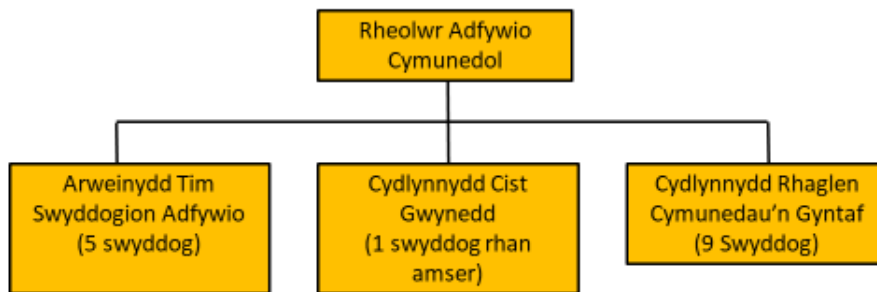 Rheolwr Adfywio
Cymunedol
Arweinydd Tim
Swyddogion Adfywio
(5 swyddog)
Cydlynnydd Cist
Gwynedd
(1 swyddog rhan
amser)
Cydlynnydd Rhaglen
Cymunedau'n Gyntaf
(9 Swyddog)